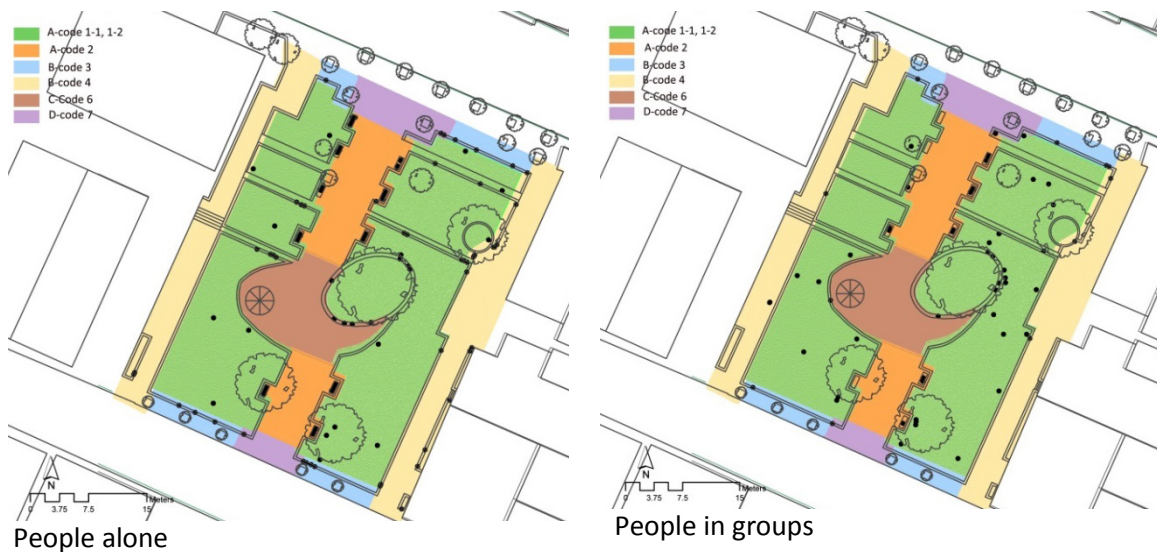 A-code 1-1, 1-2
A-code 2
B-code 3
B-code 4
C-Code 6
D-code 7
N
Meters
0 3.75 7.5 15
People alone
A-code 1-1, 1-2
A-code 2
B-code 3
B-code 4
C-Code 6
D-code 7
N
Meters
0 3.75 7.5 15
People in groups